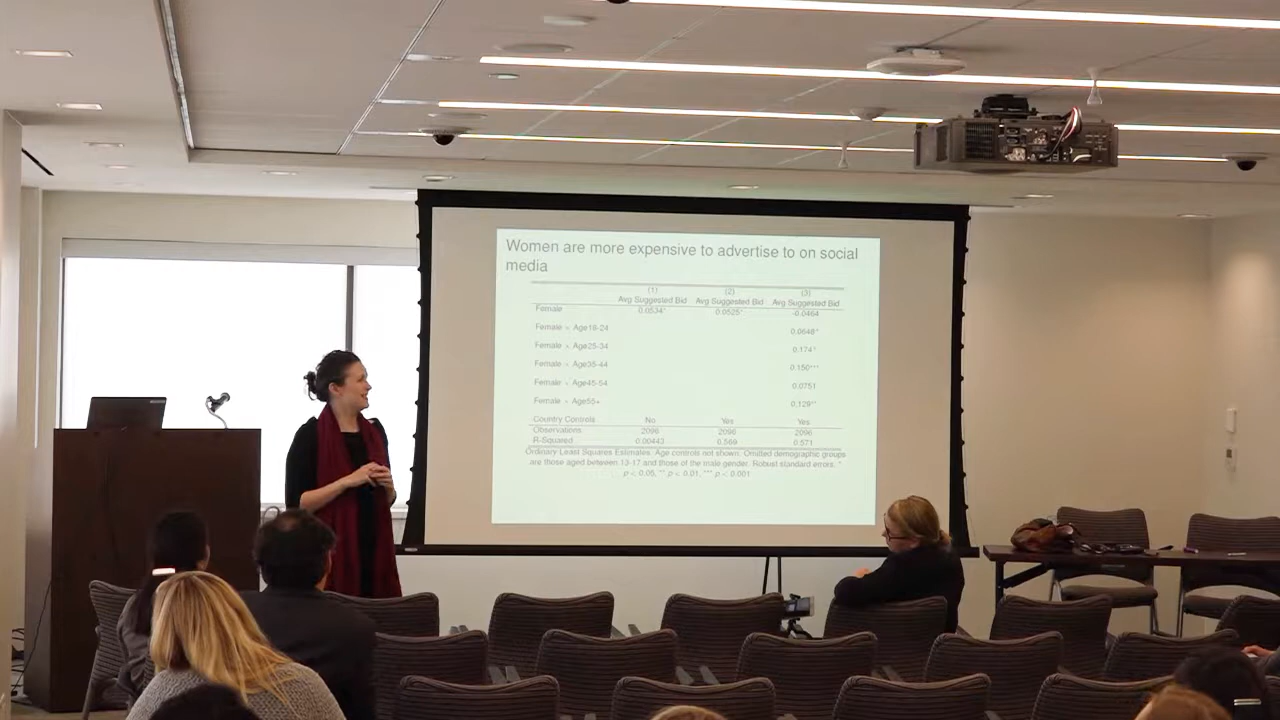 Women are more expensive to advertise to on social
media
(1) (2) (3)
Avg Suggested Bid Avg Suggested Bid Avg Suggested Bid
Female 0.0534* 0.0525* -0.0464
Female × Age18-24 0.0648*
Female × Age25-34 0.174*
Female × Age35-44 0.150***
Female × Age45-54 0.0751
Female × Age55+ 0.129**
Country Controls No Yes Yes
Observations 2096 2096 2096
R-Squared 0.00443 0.569 0.571
Ordinary Least Squares Estimates. Age controls not shown. Omitted demographic groups
are those aged between 13-17 and those of the male gender. Robust standard errors. *
p < 0.05, ** p < 0.01, *** p < 0.001